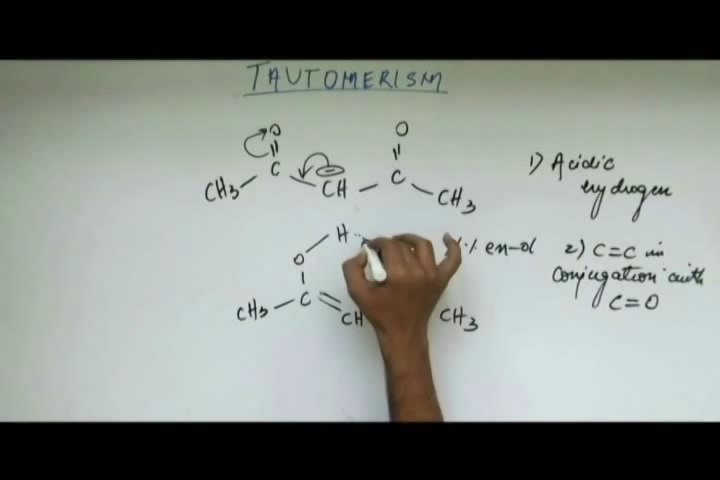 TAUTOMERISM
O O
CH3 C CH C CH3
1) Acidic
hydrogen
O H
% en-ol
2) C=C in
conjugation with
C=O
CH3 C CH CH3